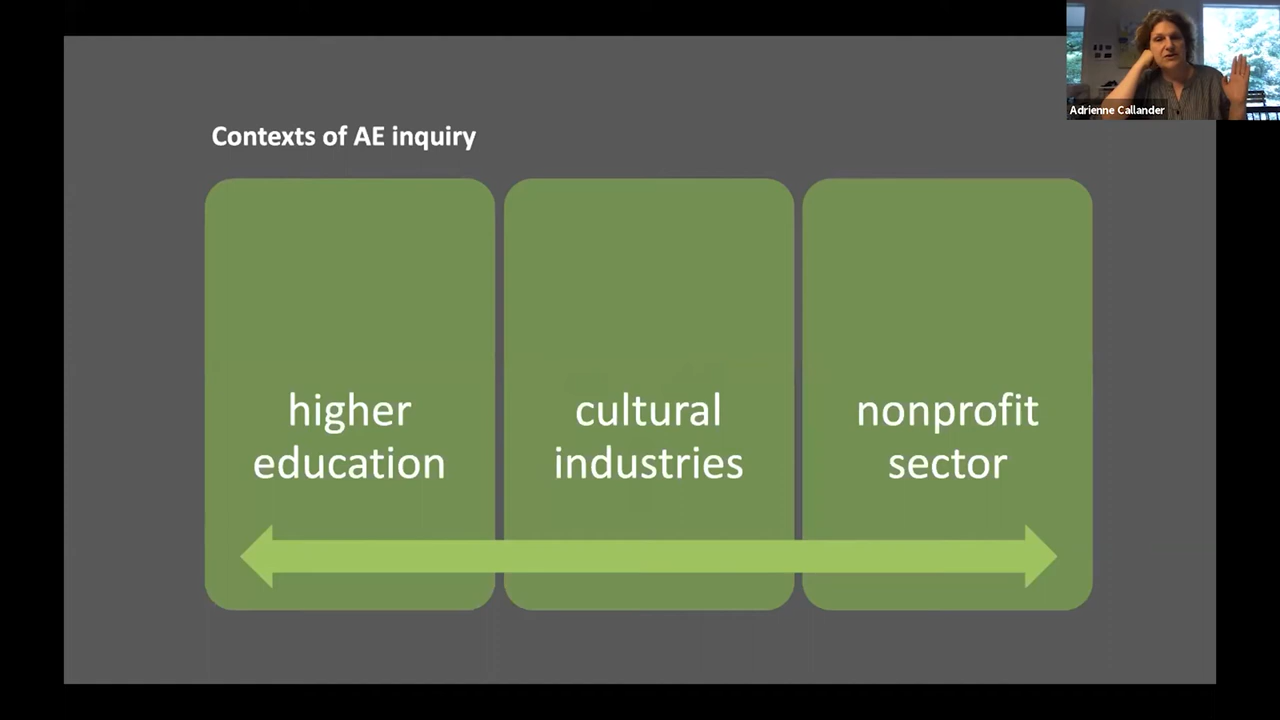 Adrienne Callander
Contexts of AE inquiry
higher
education
cultural
industries
nonprofit
sector